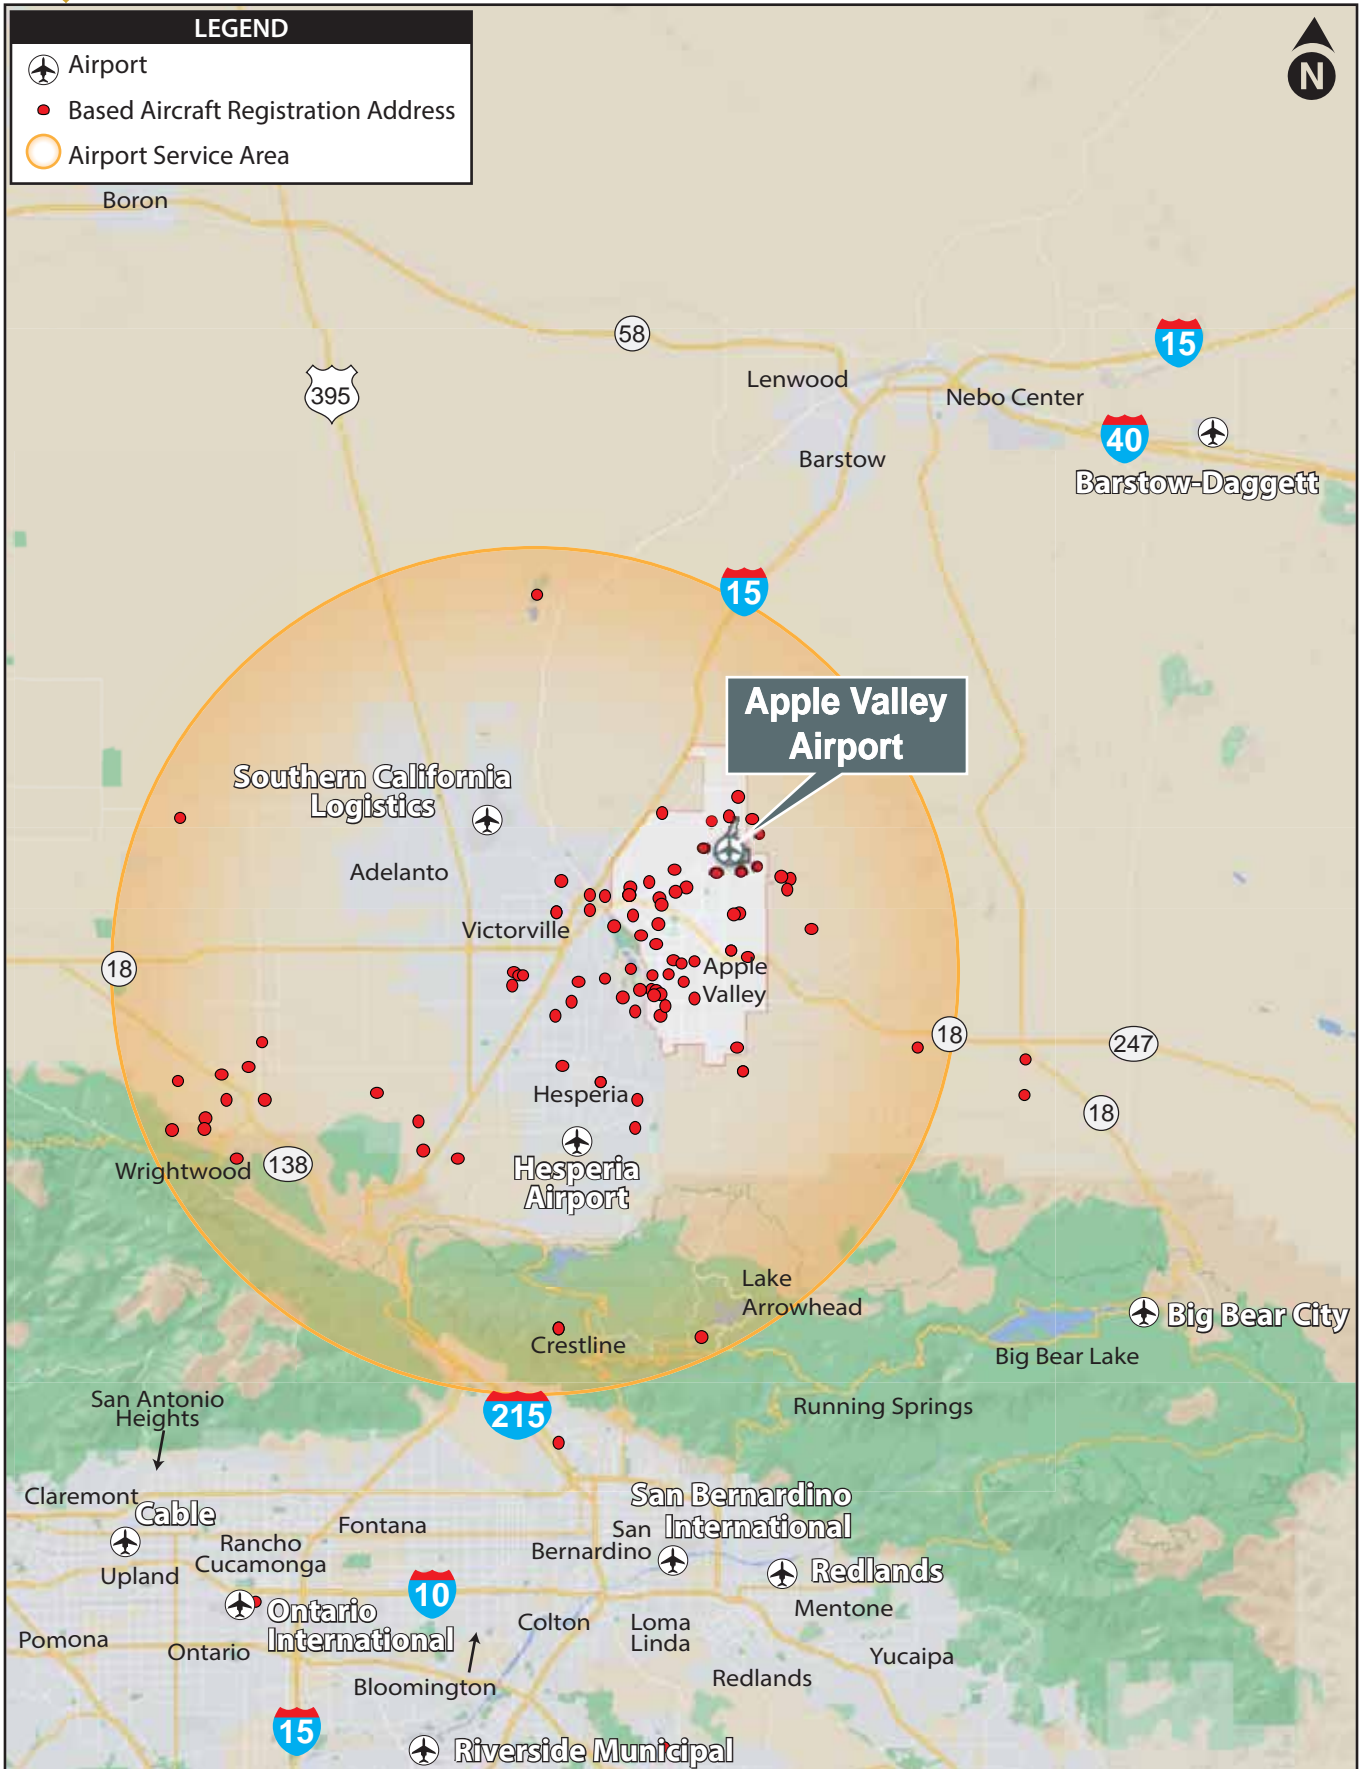 LEGEND
Airport
Based Aircraft Registration Address
Airport Service Area
N
Boron
58
15
395
Lenwood
Nebo Center
40
Barstow
Barstow-Daggett
15
Apple Valley
Airport
Southern California
Logistics
Adelanto
Victorville
18
Apple
Valley
18
247
18
Hesperia
Wrightwood
138
Hesperia
Airport
Lake
Arrowhead
Big Bear City
Crestline
Big Bear Lake
San Antonio
Heights
215
Running Springs
Claremont
Cable
San Bernardino
International
Fontana
San
Bernardino
Rancho
Cucamonga
Upland
Redlands
10
Mentone
Ontario
International
Colton
Loma
Linda
Pomona
Ontario
Yucaipa
Redlands
Bloomington
15
Riverside Municipal